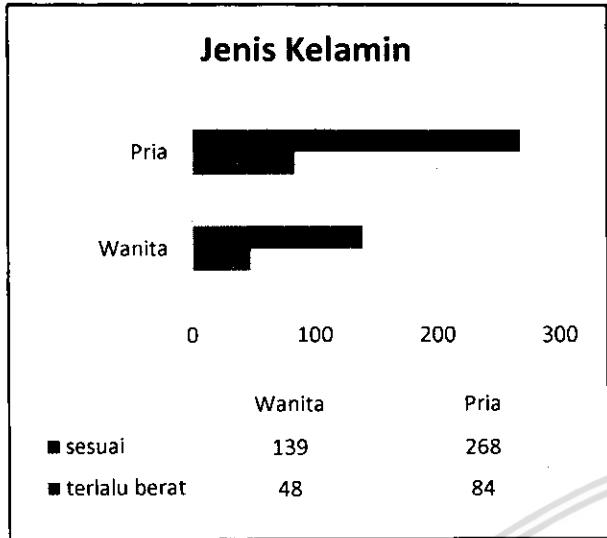 Jenis Kelamin
Pria
Wanita
0 100 200 300
Wanita Pria
sesuai 139 268
terlalu berat 48 84